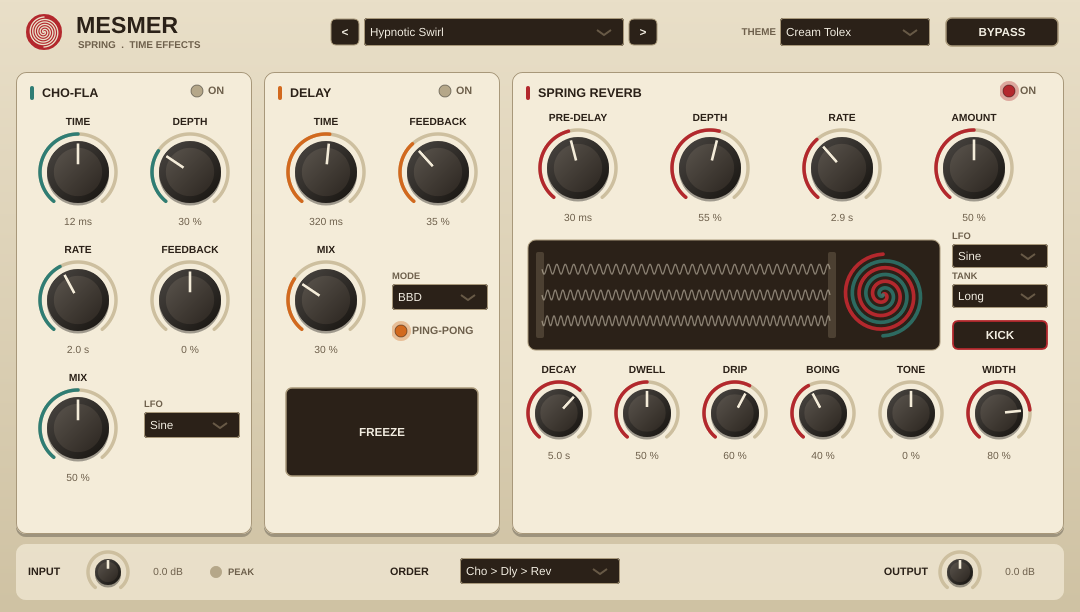 MESMER
SPRING . TIME EFFECTS
<
Hypnotic Swirl
>
THEME
Cream Tolex
BYPASS
CHO-FLA
ON
TIME
DEPTH
12 ms
30 %
RATE
FEEDBACK
2.0 s
0 %
MIX
LFO
Sine
50 %
DELAY
ON
TIME
FEEDBACK
320 ms
35 %
MIX
MODE
BBD
PING-PONG
30 %
FREEZE
SPRING REVERB
ON
PRE-DELAY
DEPTH
RATE
AMOUNT
30 ms
55 %
2.9 s
50 %
LFO
Sine
TANK
Long
KICK
DECAY
DWELL
DRIP
BOING
TONE
WIDTH
5.0 s
50 %
60 %
40 %
0 %
80 %
INPUT
0.0 dB
PEAK
ORDER
Cho > Dly > Rev
OUTPUT
0.0 dB